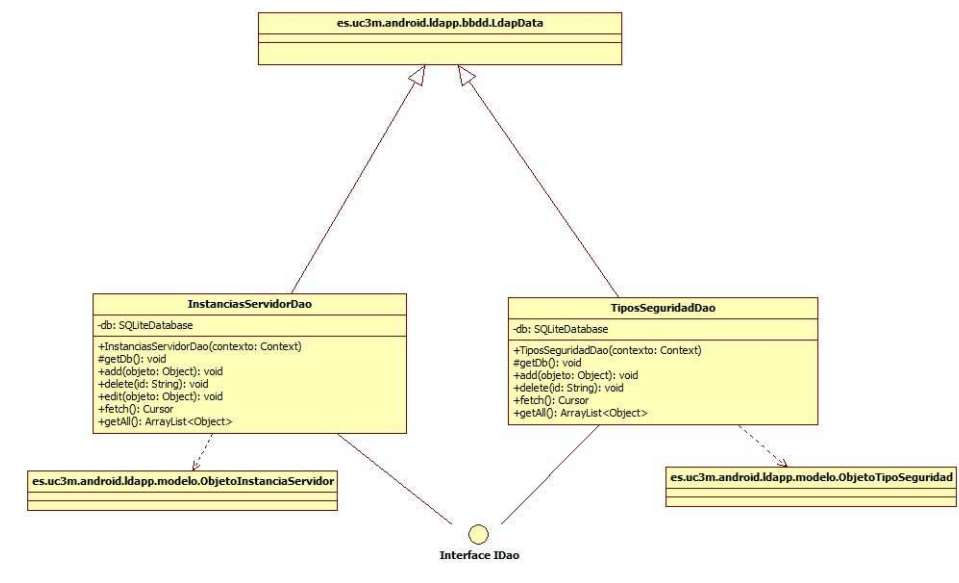 es.uc3m.android.ldapp.bbdd.LdapData
InstanciasServidorDao
-db: SQLiteDatabase
+InstanciasServidorDao(contexto: Context)
#getDb(): void
+add(objeto: Object): void
+delete(id: String): void
+edit(objeto: Object): void
+fetch(): Cursor
+getAll(): ArrayList<Object>
TiposSeguridadDao
-db: SQLiteDatabase
+TiposSeguridadDao(contexto: Context)
#getDb(): void
+add(objeto: Object): void
+delete(id: String): void
+fetch(): Cursor
+getAll(): ArrayList<Object>
es.uc3m.android.ldapp.modelo.ObjetoInstanciaServidor
es.uc3m.android.ldapp.modelo.ObjetoTipoSeguridad
Interface IDao